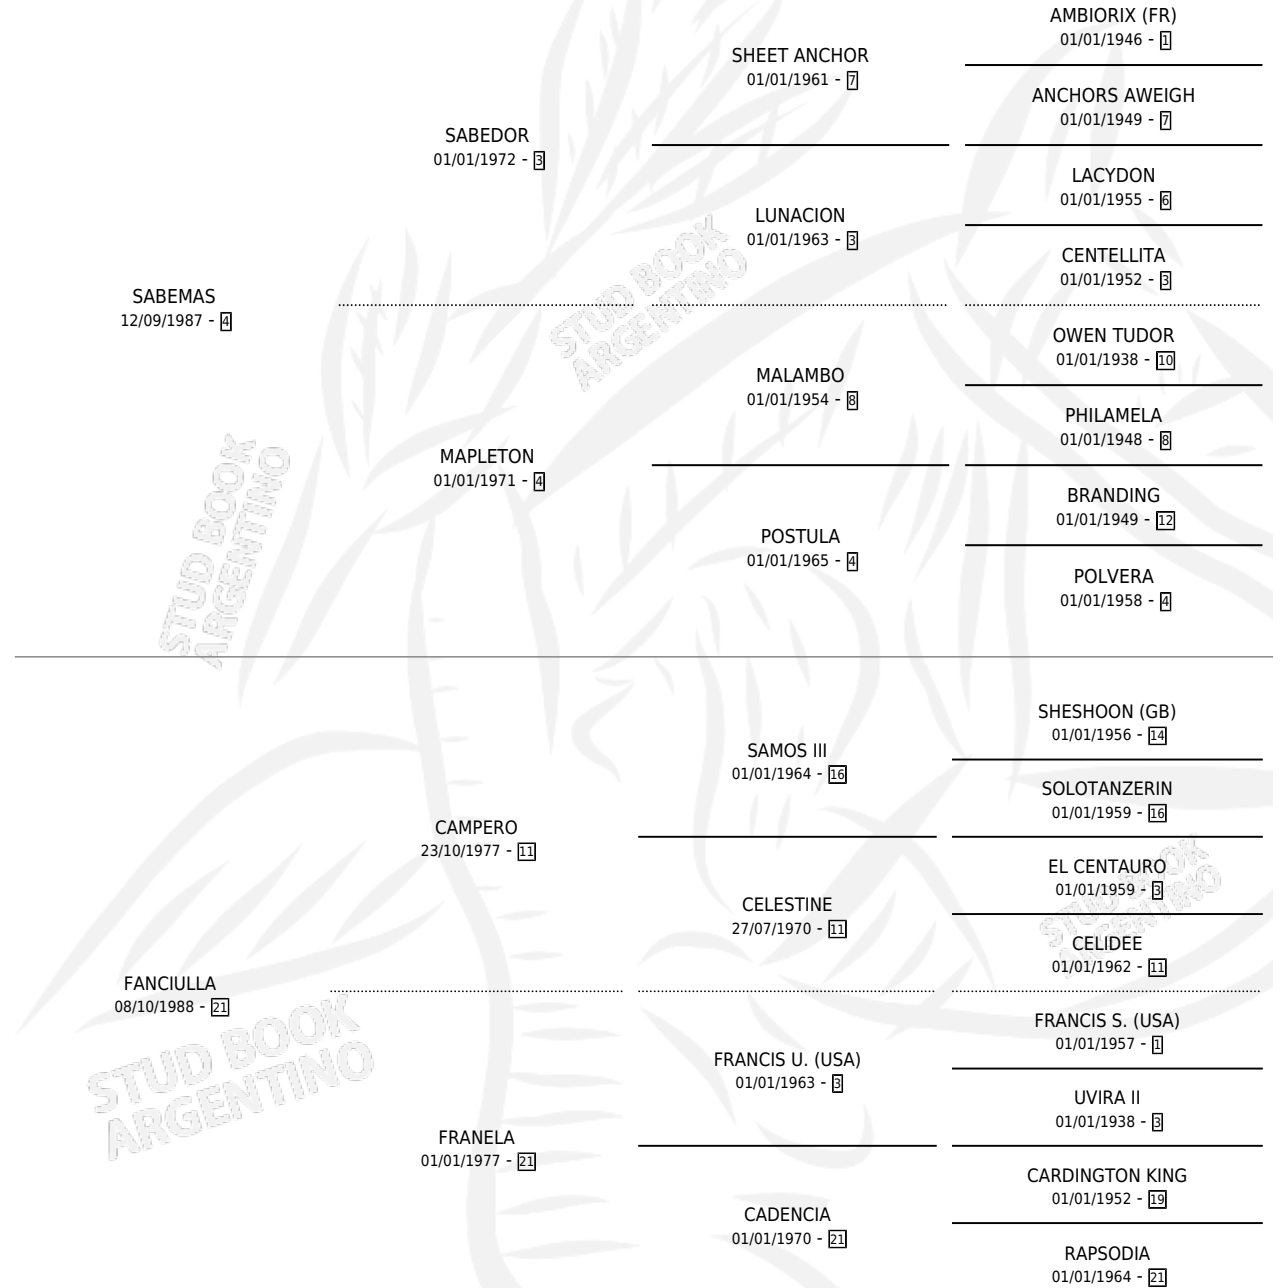 AMBIORIX (FR)
01/01/1946 - 1
SHEET ANCHOR
01/01/1961 - 7
ANCHORS AWEIGH
01/01/1949 - 7
SABEDOR
01/01/1972 - 3
LACYDON
01/01/1955 - 6
LUNACION
01/01/1963 - 3
CENTELLITA
01/01/1952 - 3
SABEMAS
12/09/1987 - 4
STUD BOOK
ARGENTINO
OWEN TUDOR
01/01/1938 - 10
MALAMBO
01/01/1954 - 8
PHILAMELA
01/01/1948 - 8
MAPLETON
01/01/1971 - 4
BRANDING
01/01/1949 - 12
POSTULA
01/01/1965 - 4
POLVERA
01/01/1958 - 4
STUD BOOK
ARGENTINO
SHESHOON (GB)
01/01/1956 - 14
SAMOS III
01/01/1964 - 16
SOLOTANZERIN
01/01/1959 - 16
CAMPERO
23/10/1977 - 11
EL CENTAURO
01/01/1959 - 3
CELESTINE
27/07/1970 - 11
CELIDEE
01/01/1962 - 11
STUD BOOK
ARGENTINO
FANCIULLA
08/10/1988 - 21
FRANCIS S. (USA)
01/01/1957 - 1
FRANCIS U. (USA)
01/01/1963 - 3
UVIRA II
01/01/1938 - 3
STUD BOOK
ARGENTINO
FRANELA
01/01/1977 - 21
CARDINGTON KING
01/01/1952 - 19
CADENCIA
01/01/1970 - 21
RAPSODIA
01/01/1964 - 21